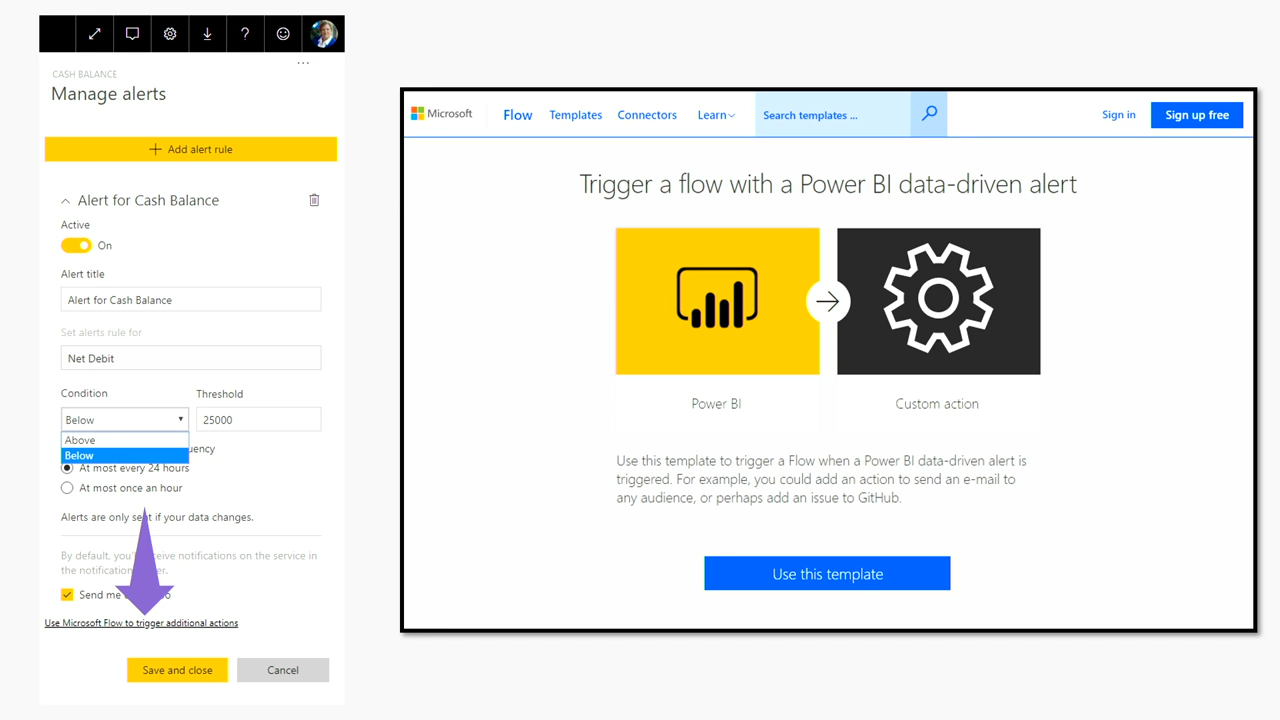 ?
CASH BALANCE
Manage alerts
Add alert rule
Alert for Cash Balance
Active
On
Alert title
Alert for Cash Balance
Set alerts rule for
Net Debit
Condition Threshold
Below 25000
Above
Below
At most every 24 hours
At most once an hour
Alerts are only sent if your data changes.
By default, you'll receive notifications on the service in
the notification
Send me
Use Microsoft Flow to trigger additional actions
Save and close Cancel
Microsoft Flow Templates Connectors Learn Search templates ... Sign in Sign up free
Trigger a flow with a Power BI data-driven alert
Power BI Custom action
Use this template to trigger a Flow when a Power BI data-driven alert is
triggered. For example, you could add an action to send an e-mail to
any audience, or perhaps add an issue to GitHub.
Use this template